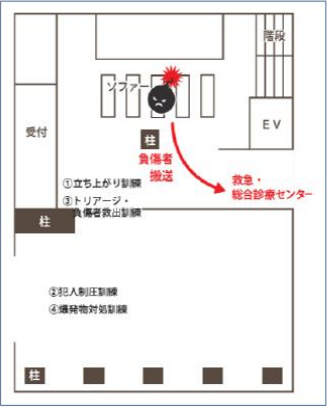 階段
ソファー
受付
EV
柱
負傷者
搬送
救急・
総合診療センター
①立ち上がり訓練
③トリアージ・
負傷者救出訓練
柱
②犯人制圧訓練
④爆発物対処訓練
柱